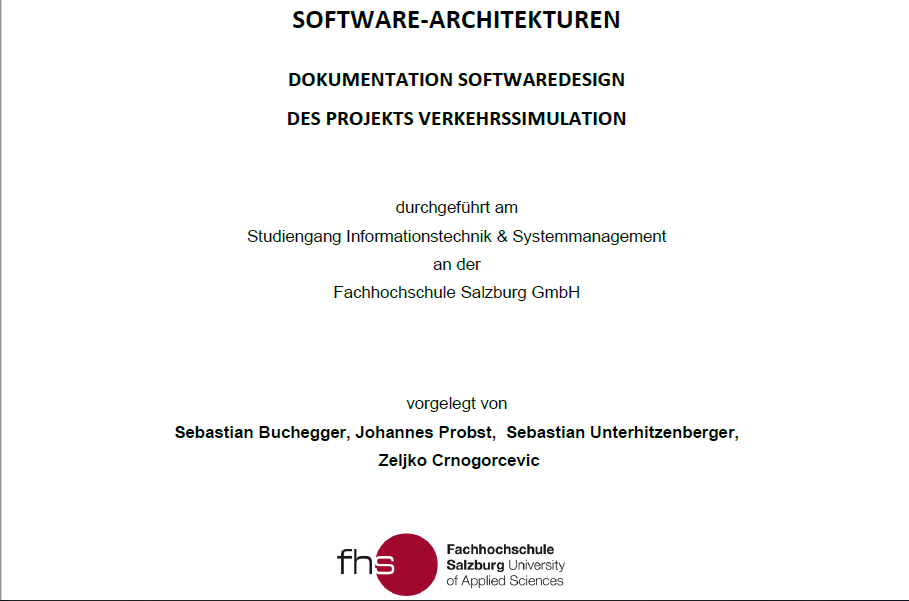 SOFTWARE-ARCHITEKTUREN
DOKUMENTATION SOFTWAREDESIGN
DES PROJEKTS VERKEHRSSIMULATION
durchgeführt am
Studiengang Informationstechnik & Systemmanagement
an der
Fachhochschule Salzburg GmbH
vorgelegt von
Sebastian Buchegger, Johannes Probst,  Sebastian Unterhitzenberger,
Zeljko Crnogorcevic
fhs
Fachhochschule
Salzburg University
of Applied Sciences